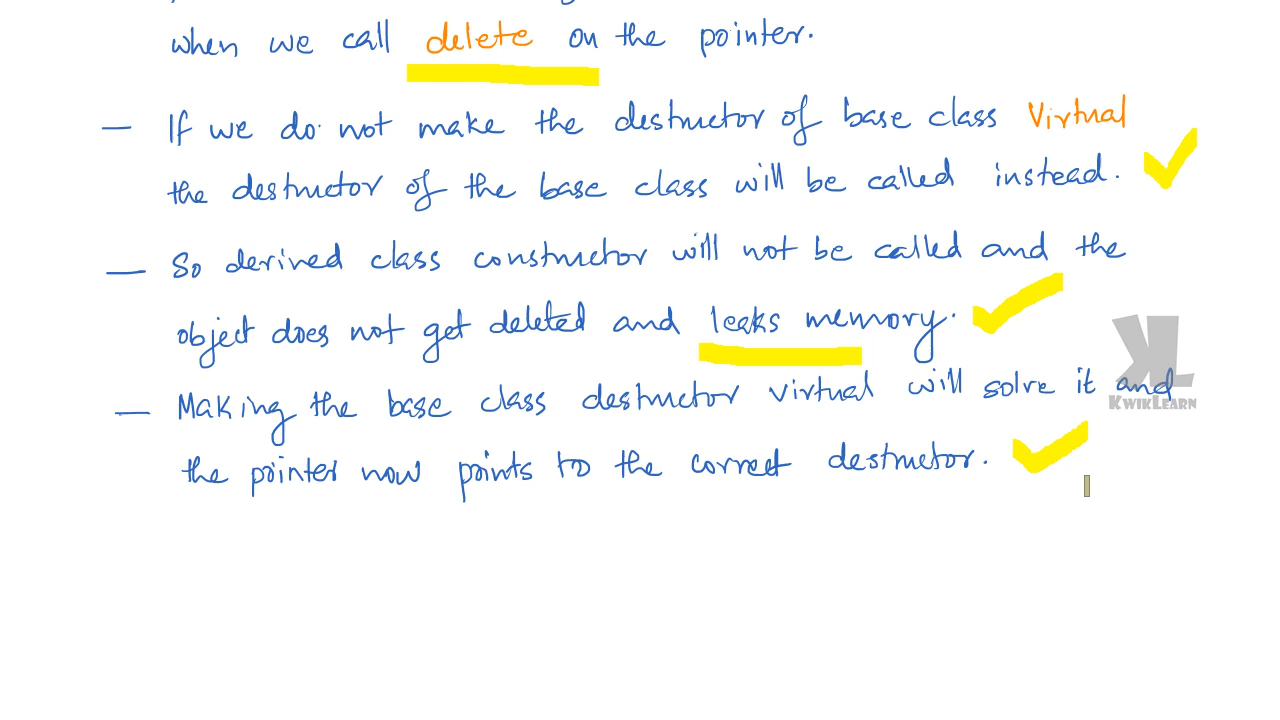 when we call delete on the pointer.
— If we do not make the destructor of base class Virtual
the destructor of the base class will be called instead.
— So derived class constructor will not be called and the
object does not get deleted and leaks memory.
— Making the base class destructor virtual will solve it and
the pointer now points to the correct destructor.
KL
KWIKLEARN